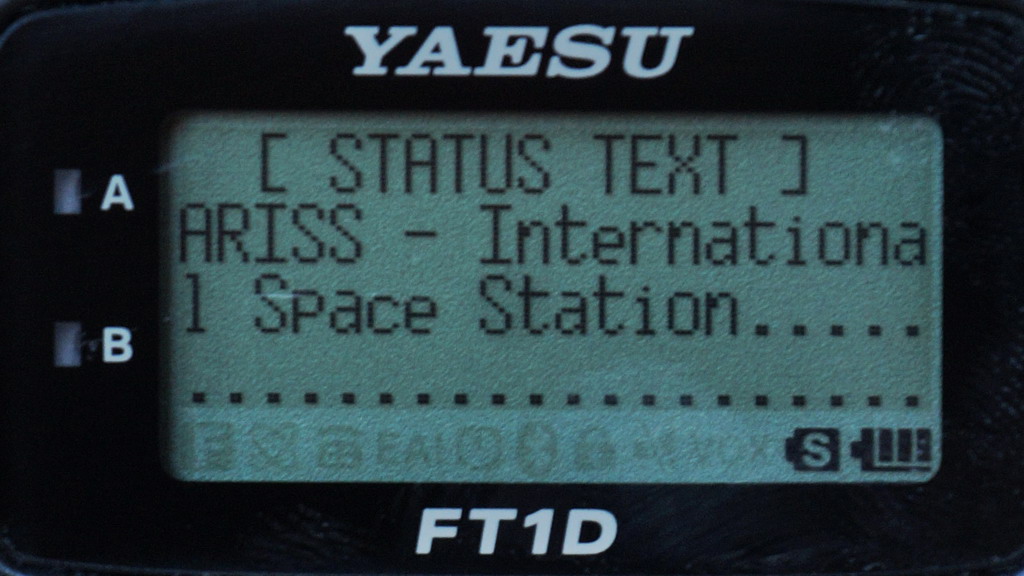 YAESU
[ STATUS TEXT ]
A
ARISS - Internationa
l Space Station.....
B
....................
S
FT1D